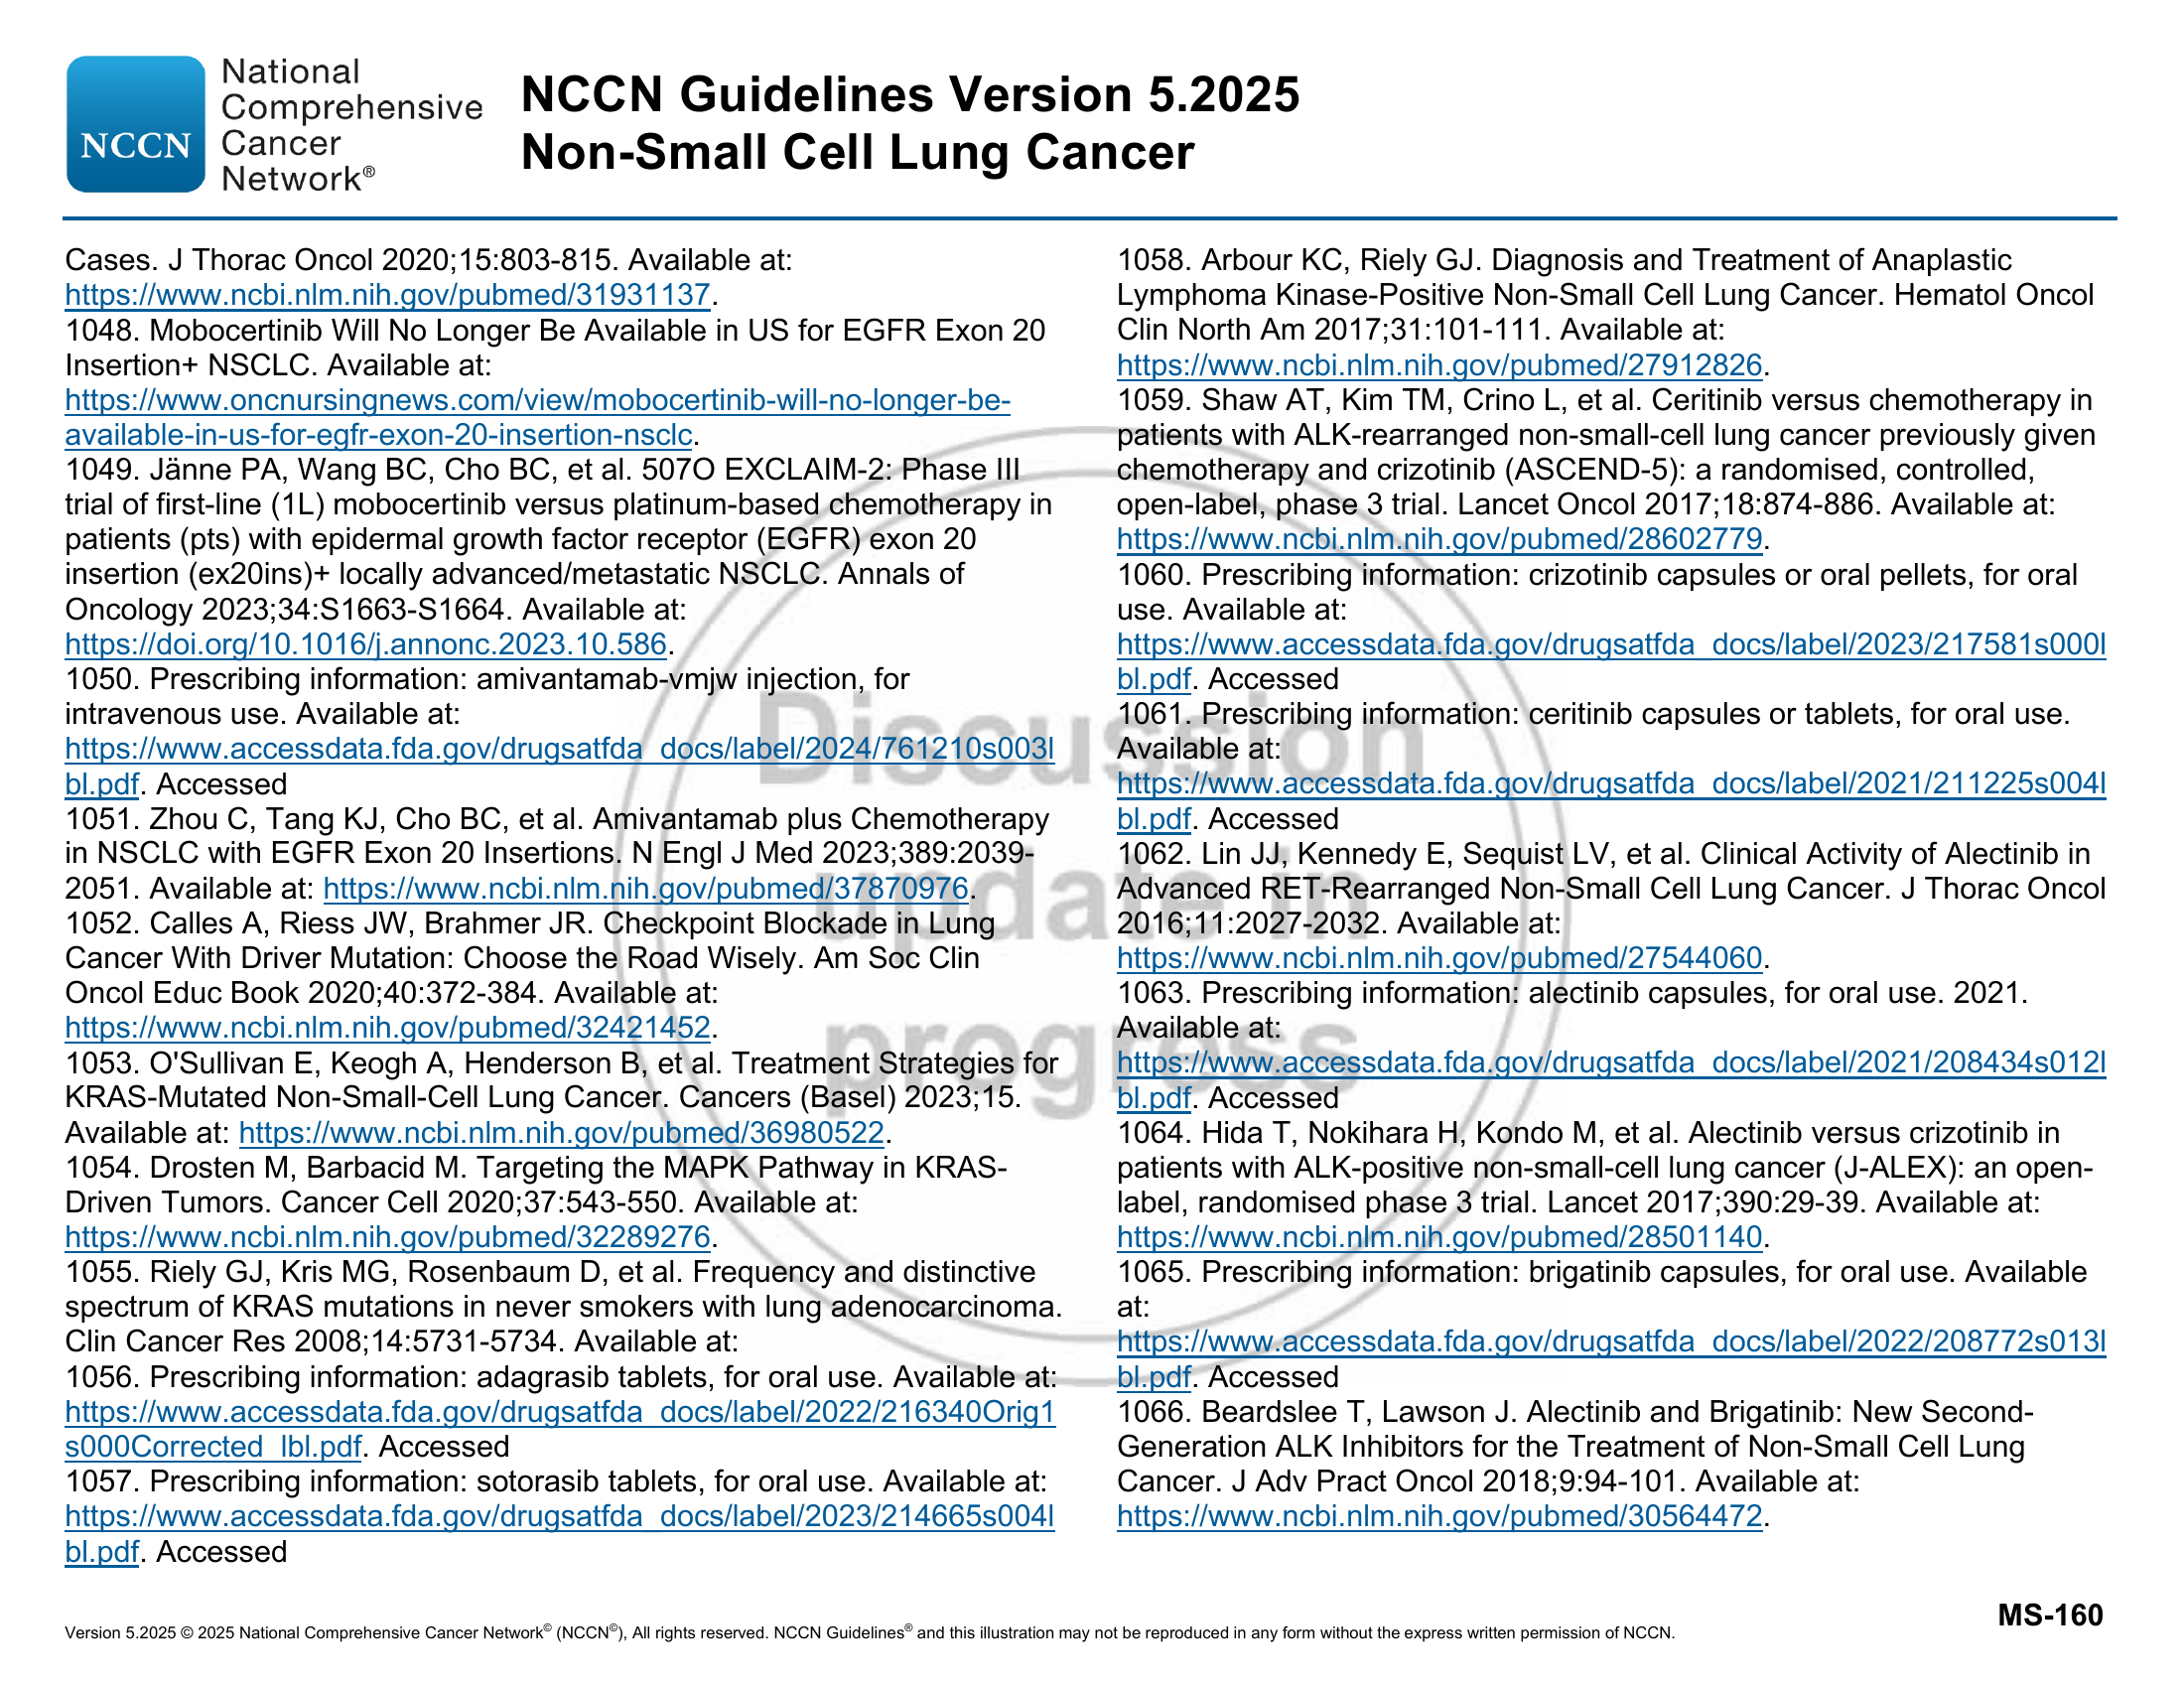 NCCN
National
Comprehensive
Cancer
Network®
NCCN Guidelines Version 5.2025
Non-Small Cell Lung Cancer
Cases. J Thorac Oncol 2020;15:803-815. Available at:
https://www.ncbi.nlm.nih.gov/pubmed/31931137.
1048. Mobocertinib Will No Longer Be Available in US for EGFR Exon 20
Insertion+ NSCLC. Available at:
https://www.oncnursingnews.com/view/mobocertinib-will-no-longer-be-
available-in-us-for-egfr-exon-20-insertion-nsclc.
1049. Jänne PA, Wang BC, Cho BC, et al. 507O EXCLAIM-2: Phase III
trial of first-line (1L) mobocertinib versus platinum-based chemotherapy in
patients (pts) with epidermal growth factor receptor (EGFR) exon 20
insertion (ex20ins)+ locally advanced/metastatic NSCLC. Annals of
Oncology 2023;34:S1663-S1664. Available at:
https://doi.org/10.1016/j.annonc.2023.10.586.
1050. Prescribing information: amivantamab-vmjw injection, for
intravenous use. Available at:
https://www.accessdata.fda.gov/drugsatfda_docs/label/2024/761210s003l
bl.pdf. Accessed
1051. Zhou C, Tang KJ, Cho BC, et al. Amivantamab plus Chemotherapy
in NSCLC with EGFR Exon 20 Insertions. N Engl J Med 2023;389:2039-
2051. Available at: https://www.ncbi.nlm.nih.gov/pubmed/37870976.
1052. Calles A, Riess JW, Brahmer JR. Checkpoint Blockade in Lung
Cancer With Driver Mutation: Choose the Road Wisely. Am Soc Clin
Oncol Educ Book 2020;40:372-384. Available at:
https://www.ncbi.nlm.nih.gov/pubmed/32421452.
1053. O'Sullivan E, Keogh A, Henderson B, et al. Treatment Strategies for
KRAS-Mutated Non-Small-Cell Lung Cancer. Cancers (Basel) 2023;15.
Available at: https://www.ncbi.nlm.nih.gov/pubmed/36980522.
1054. Drosten M, Barbacid M. Targeting the MAPK Pathway in KRAS-
Driven Tumors. Cancer Cell 2020;37:543-550. Available at:
https://www.ncbi.nlm.nih.gov/pubmed/32289276.
1055. Riely GJ, Kris MG, Rosenbaum D, et al. Frequency and distinctive
spectrum of KRAS mutations in never smokers with lung adenocarcinoma.
Clin Cancer Res 2008;14:5731-5734. Available at:
1056. Prescribing information: adagrasib tablets, for oral use. Available at:
https://www.accessdata.fda.gov/drugsatfda_docs/label/2022/216340Orig1
s000Corrected_lbl.pdf. Accessed
1057. Prescribing information: sotorasib tablets, for oral use. Available at:
https://www.accessdata.fda.gov/drugsatfda_docs/label/2023/214665s004l
bl.pdf. Accessed
1058. Arbour KC, Riely GJ. Diagnosis and Treatment of Anaplastic
Lymphoma Kinase-Positive Non-Small Cell Lung Cancer. Hematol Oncol
Clin North Am 2017;31:101-111. Available at:
https://www.ncbi.nlm.nih.gov/pubmed/27912826.
1059. Shaw AT, Kim TM, Crino L, et al. Ceritinib versus chemotherapy in
patients with ALK-rearranged non-small-cell lung cancer previously given
chemotherapy and crizotinib (ASCEND-5): a randomised, controlled,
open-label, phase 3 trial. Lancet Oncol 2017;18:874-886. Available at:
https://www.ncbi.nlm.nih.gov/pubmed/28602779.
1060. Prescribing information: crizotinib capsules or oral pellets, for oral
use. Available at:
https://www.accessdata.fda.gov/drugsatfda_docs/label/2023/217581s000l
bl.pdf. Accessed
1061. Prescribing information: ceritinib capsules or tablets, for oral use.
Available at:
https://www.accessdata.fda.gov/drugsatfda_docs/label/2021/211225s004l
bl.pdf. Accessed
1062. Lin JJ, Kennedy E, Sequist LV, et al. Clinical Activity of Alectinib in
Advanced RET-Rearranged Non-Small Cell Lung Cancer. J Thorac Oncol
2016;11:2027-2032. Available at:
https://www.ncbi.nlm.nih.gov/pubmed/27544060.
1063. Prescribing information: alectinib capsules, for oral use. 2021.
Available at:
https://www.accessdata.fda.gov/drugsatfda_docs/label/2021/208434s012l
bl.pdf. Accessed
1064. Hida T, Nokihara H, Kondo M, et al. Alectinib versus crizotinib in
patients with ALK-positive non-small-cell lung cancer (J-ALEX): an open-
label, randomised phase 3 trial. Lancet 2017;390:29-39. Available at:
https://www.ncbi.nlm.nih.gov/pubmed/28501140.
1065. Prescribing information: brigatinib capsules, for oral use. Available
at:
https://www.accessdata.fda.gov/drugsatfda_docs/label/2022/208772s013l
bl.pdf. Accessed
1066. Beardslee T, Lawson J. Alectinib and Brigatinib: New Second-
Generation ALK Inhibitors for the Treatment of Non-Small Cell Lung
Cancer. J Adv Pract Oncol 2018;9:94-101. Available at:
https://www.ncbi.nlm.nih.gov/pubmed/30564472.
Discussion
update in
progress
MS-160
Version 5.2025 © 2025 National Comprehensive Cancer Network© (NCCN©), All rights reserved. NCCN Guidelines® and this illustration may not be reproduced in any form without the express written permission of NCCN.